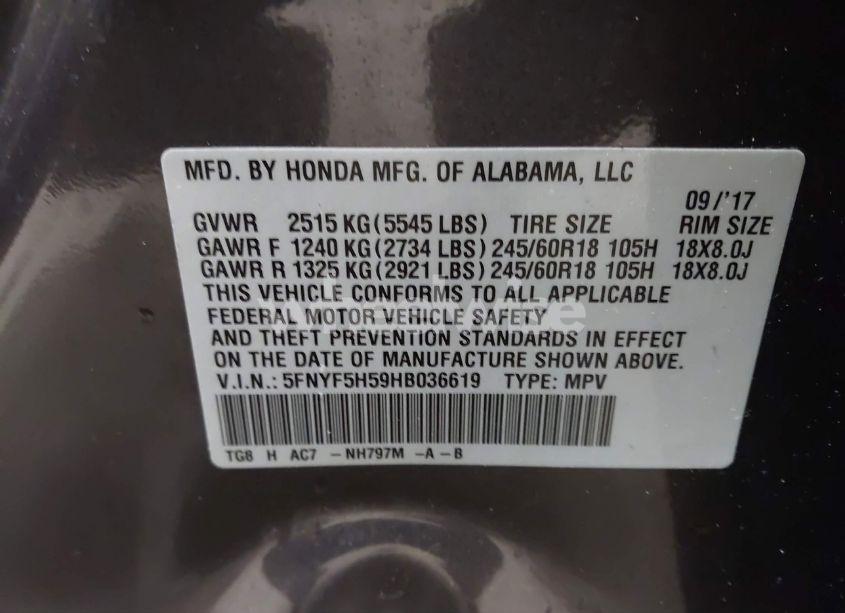 MFD. BY HONDA MFG. OF ALABAMA, LLC
09/'17
GVWR 2515 KG(5545 LBS) TIRE SIZE RIM SIZE
GAWR F 1240 KG(2734 LBS) 245/60R18 105H 18X8.0J
GAWR R 1325 KG(2921 LBS) 245/60R18 105H 18X8.0J
THIS VEHICLE CONFORMS TO ALL APPLICABLE
FEDERAL MOTOR VEHICLE SAFETY
AND THEFT PREVENTION STANDARDS IN EFFECT
ON THE DATE OF MANUFACTURE SHOWN ABOVE.
V.I.N.: 5FNYF5H59HB036619 TYPE: MPV
TG8 H AC7 -NH797M -A-B